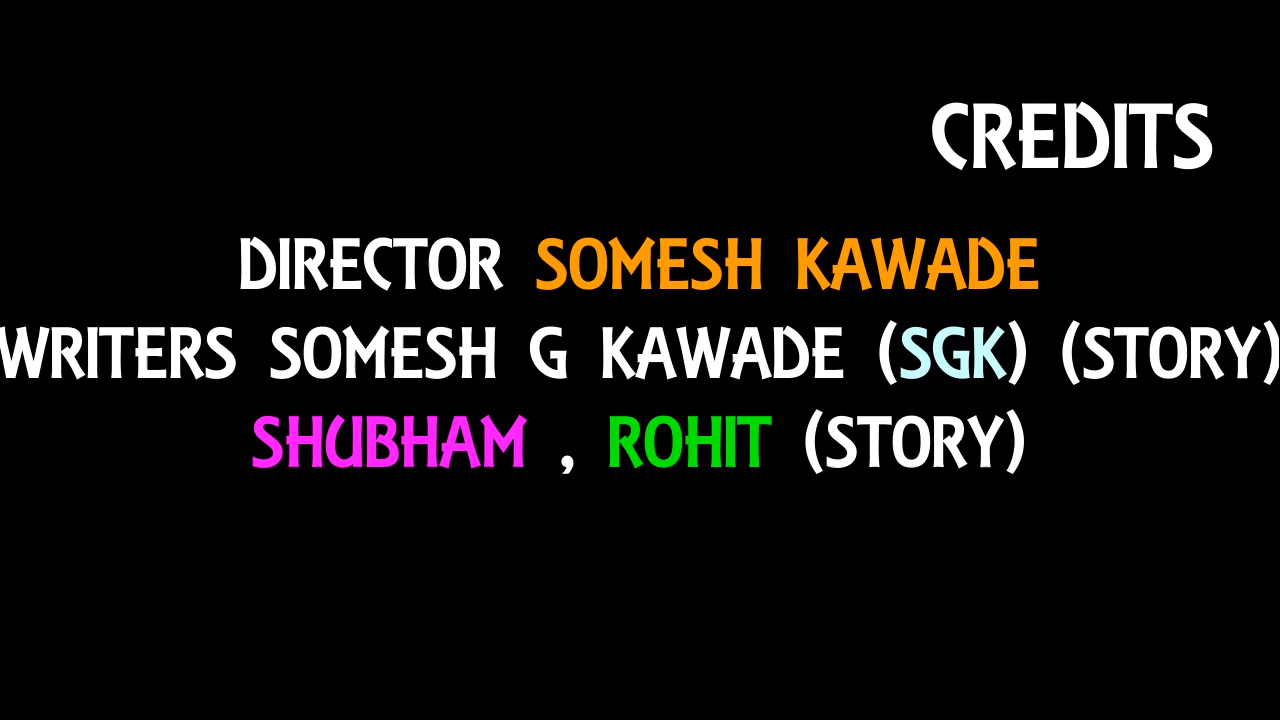 CREDITS
DIRECTOR SOMESH KAWADE
WRITERS SOMESH G KAWADE (SGK) (STORY)
SHUBHAM , ROHIT (STORY)